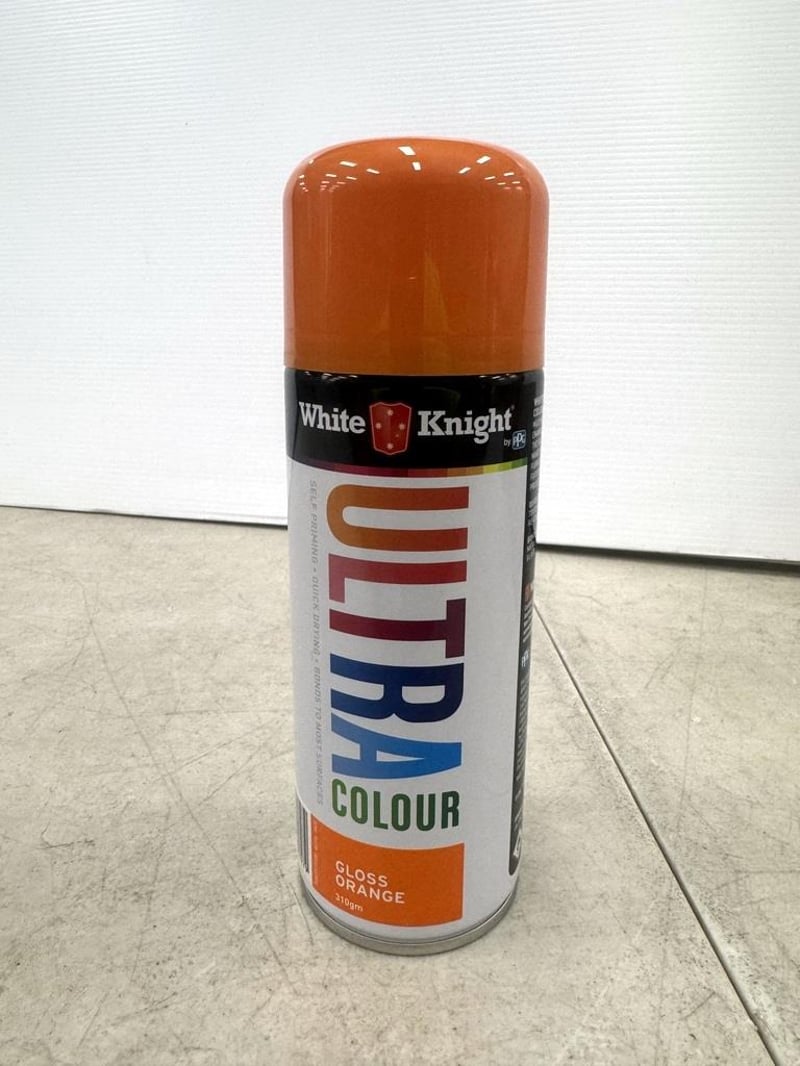 White Knight
by PPG
ULTRA
COLOUR
SELF PRIMING • QUICK DRYING • BONDS TO MOST SURFACES
GLOSS
ORANGE
310gm